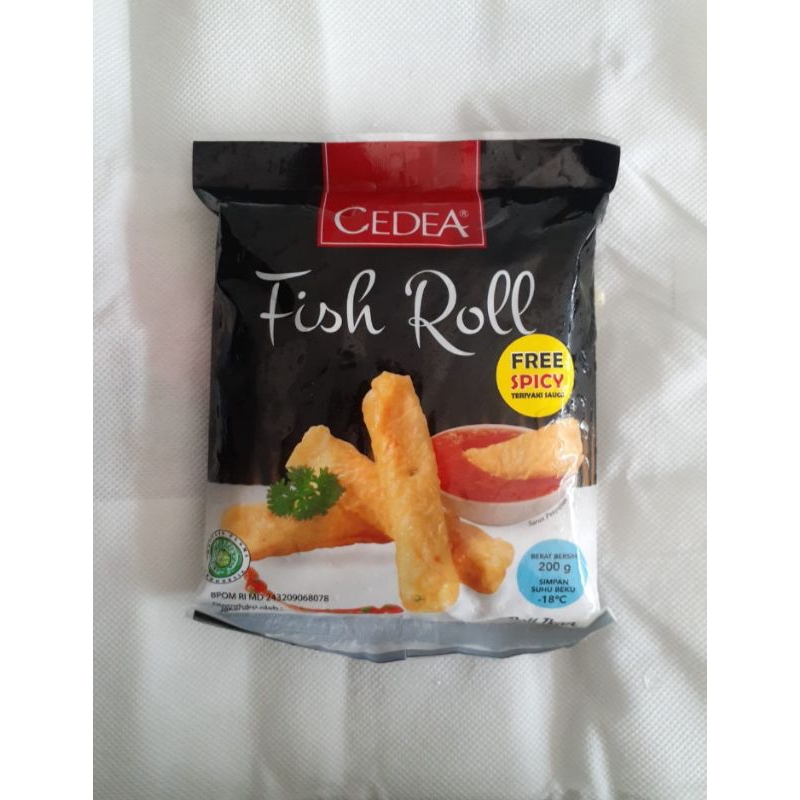 CEDEA®
Fish Roll
FREE
SPICY
TERIYAKI SAUCE
BERAT BERSIH
200 g
SIMPAN
SUHU BEKU
-18°C
BPOM RI MD 243209068078